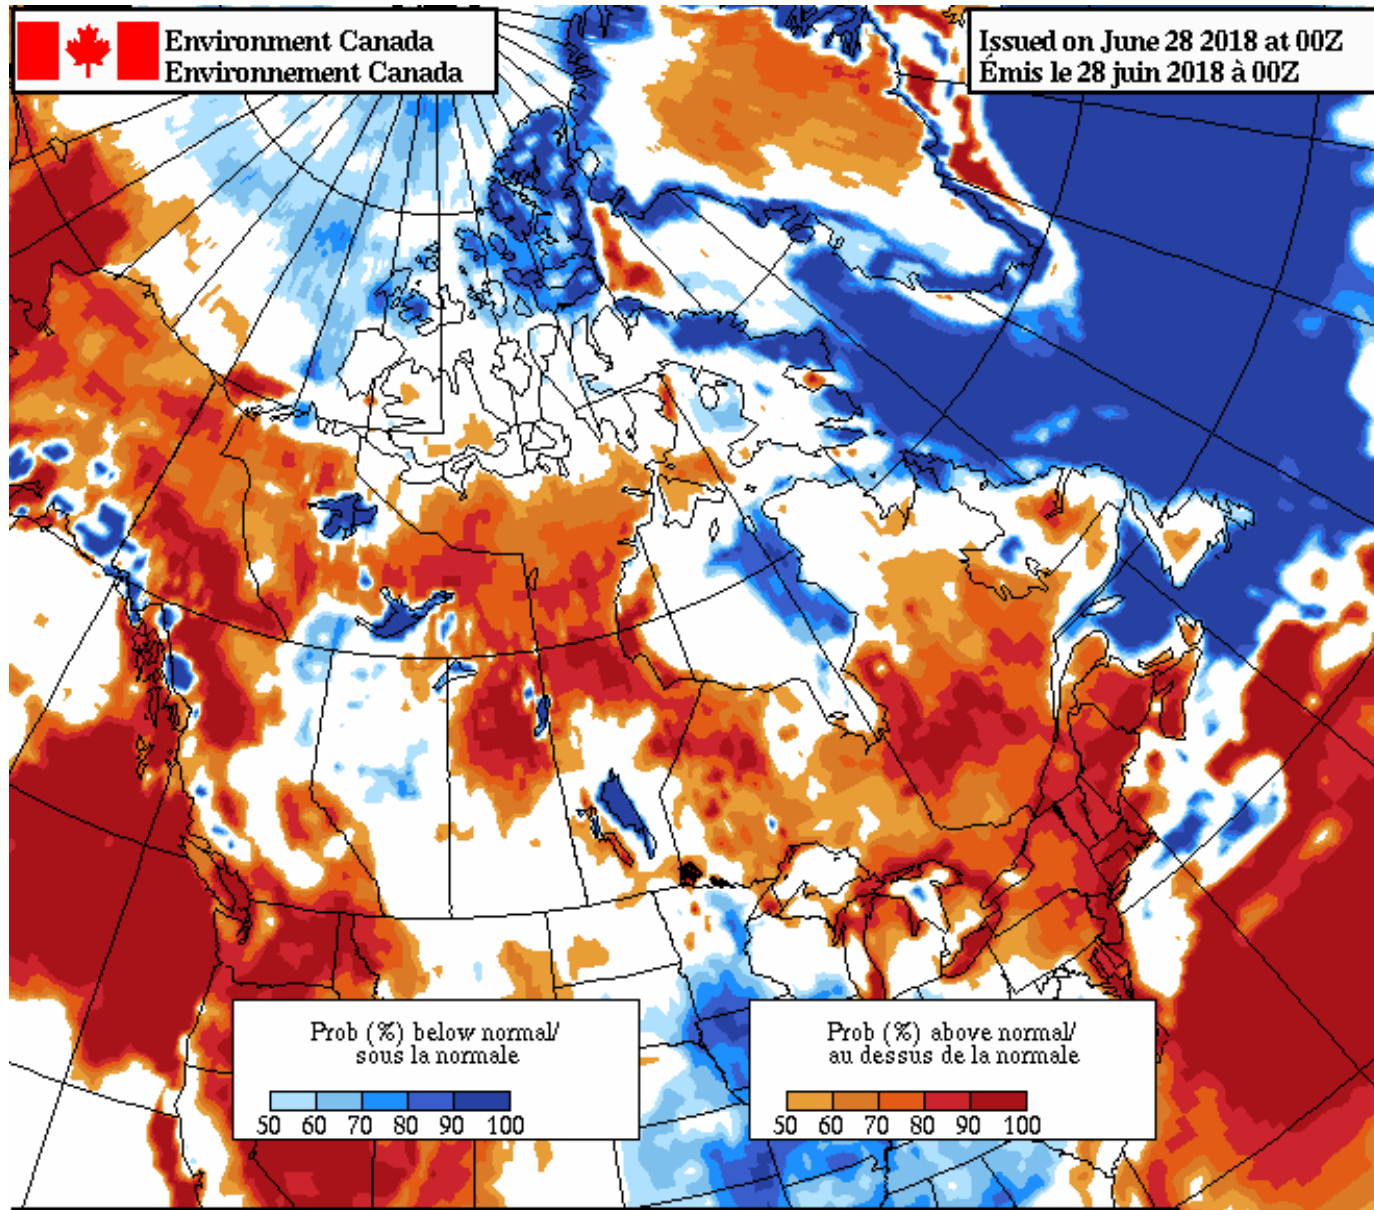 Environment Canada
Environnement Canada
Issued on June 28 2018 at 00Z
Émis le 28 juin 2018 à 00Z
Prob (%) below normal/
sous la normale
50 60 70 80 90 100
Prob (%) above normal/
au dessus de la normale
50 60 70 80 90 100